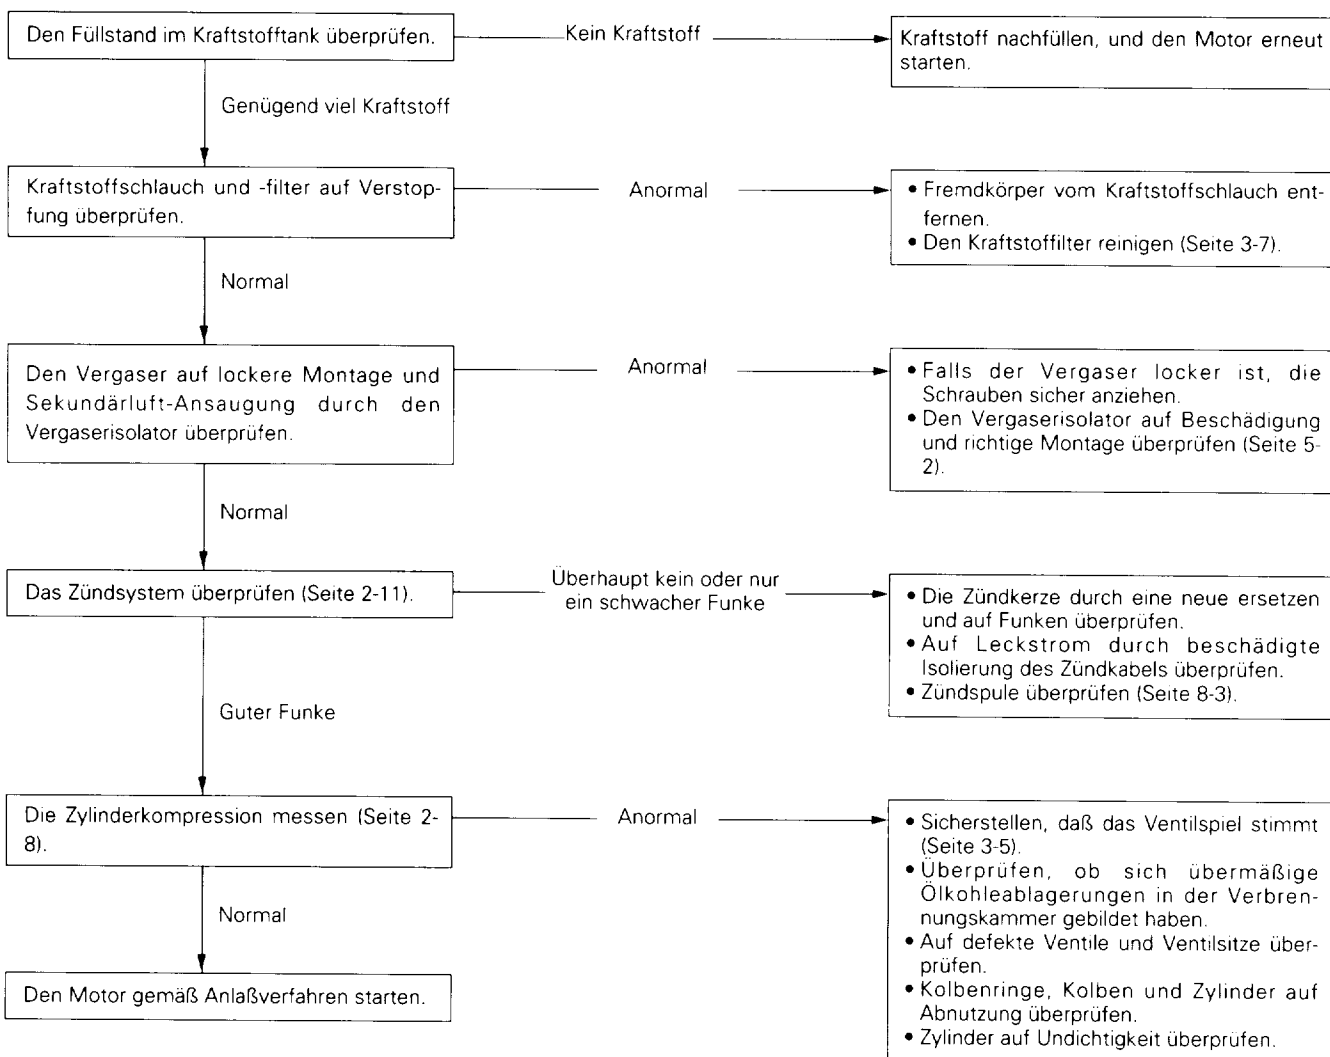 Den Füllstand im Kraftstofftank überprüfen.
Kein Kraftstoff
Kraftstoff nachfüllen, und den Motor erneut
starten.
Genügend viel Kraftstoff
Kraftstoffschlauch und -filter auf Verstop-
fung überprüfen.
Anormal
• Fremdkörper vom Kraftstoffschlauch ent-
fernen.
• Den Kraftstoffilter reinigen (Seite 3-7).
Normal
Den Vergaser auf lockere Montage und
Sekundärluft-Ansaugung durch den
Vergaserisolator überprüfen.
Anormal
• Falls der Vergaser locker ist, die
Schrauben sicher anziehen.
• Den Vergaserisolator auf Beschädigung
und richtige Montage überprüfen (Seite 5-
2).
Normal
Das Zündsystem überprüfen (Seite 2-11).
Überhaupt kein oder nur
ein schwacher Funke
• Die Zündkerze durch eine neue ersetzen
und auf Funken überprüfen.
• Auf Leckstrom durch beschädigte
Isolierung des Zündkabels überprüfen.
• Zündspule überprüfen (Seite 8-3).
Guter Funke
Die Zylinderkompression messen (Seite 2-
8).
Anormal
• Sicherstellen, daß das Ventilspiel stimmt
(Seite 3-5).
• Überprüfen, ob sich übermäßige
Ölkohleablagerungen in der Verbren-
nungskammer gebildet haben.
• Auf defekte Ventile und Ventilsitze über-
prüfen.
• Kolbenringe, Kolben und Zylinder auf
Abnutzung überprüfen.
• Zylinder auf Undichtigkeit überprüfen.
Normal
Den Motor gemäß Anlaßverfahren starten.